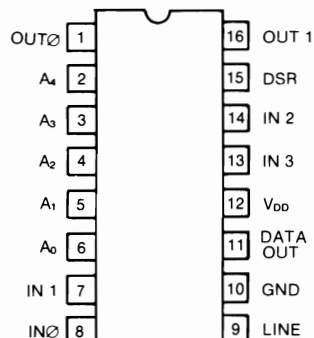 OUTØ 1 16 OUT 1
A4 2 15 DSR
A3 3 14 IN 2
A2 4 13 IN 3
A1 5 12 VDD
A0 6 11 DATA OUT
IN 1 7 10 GND
INØ 8 9 LINE